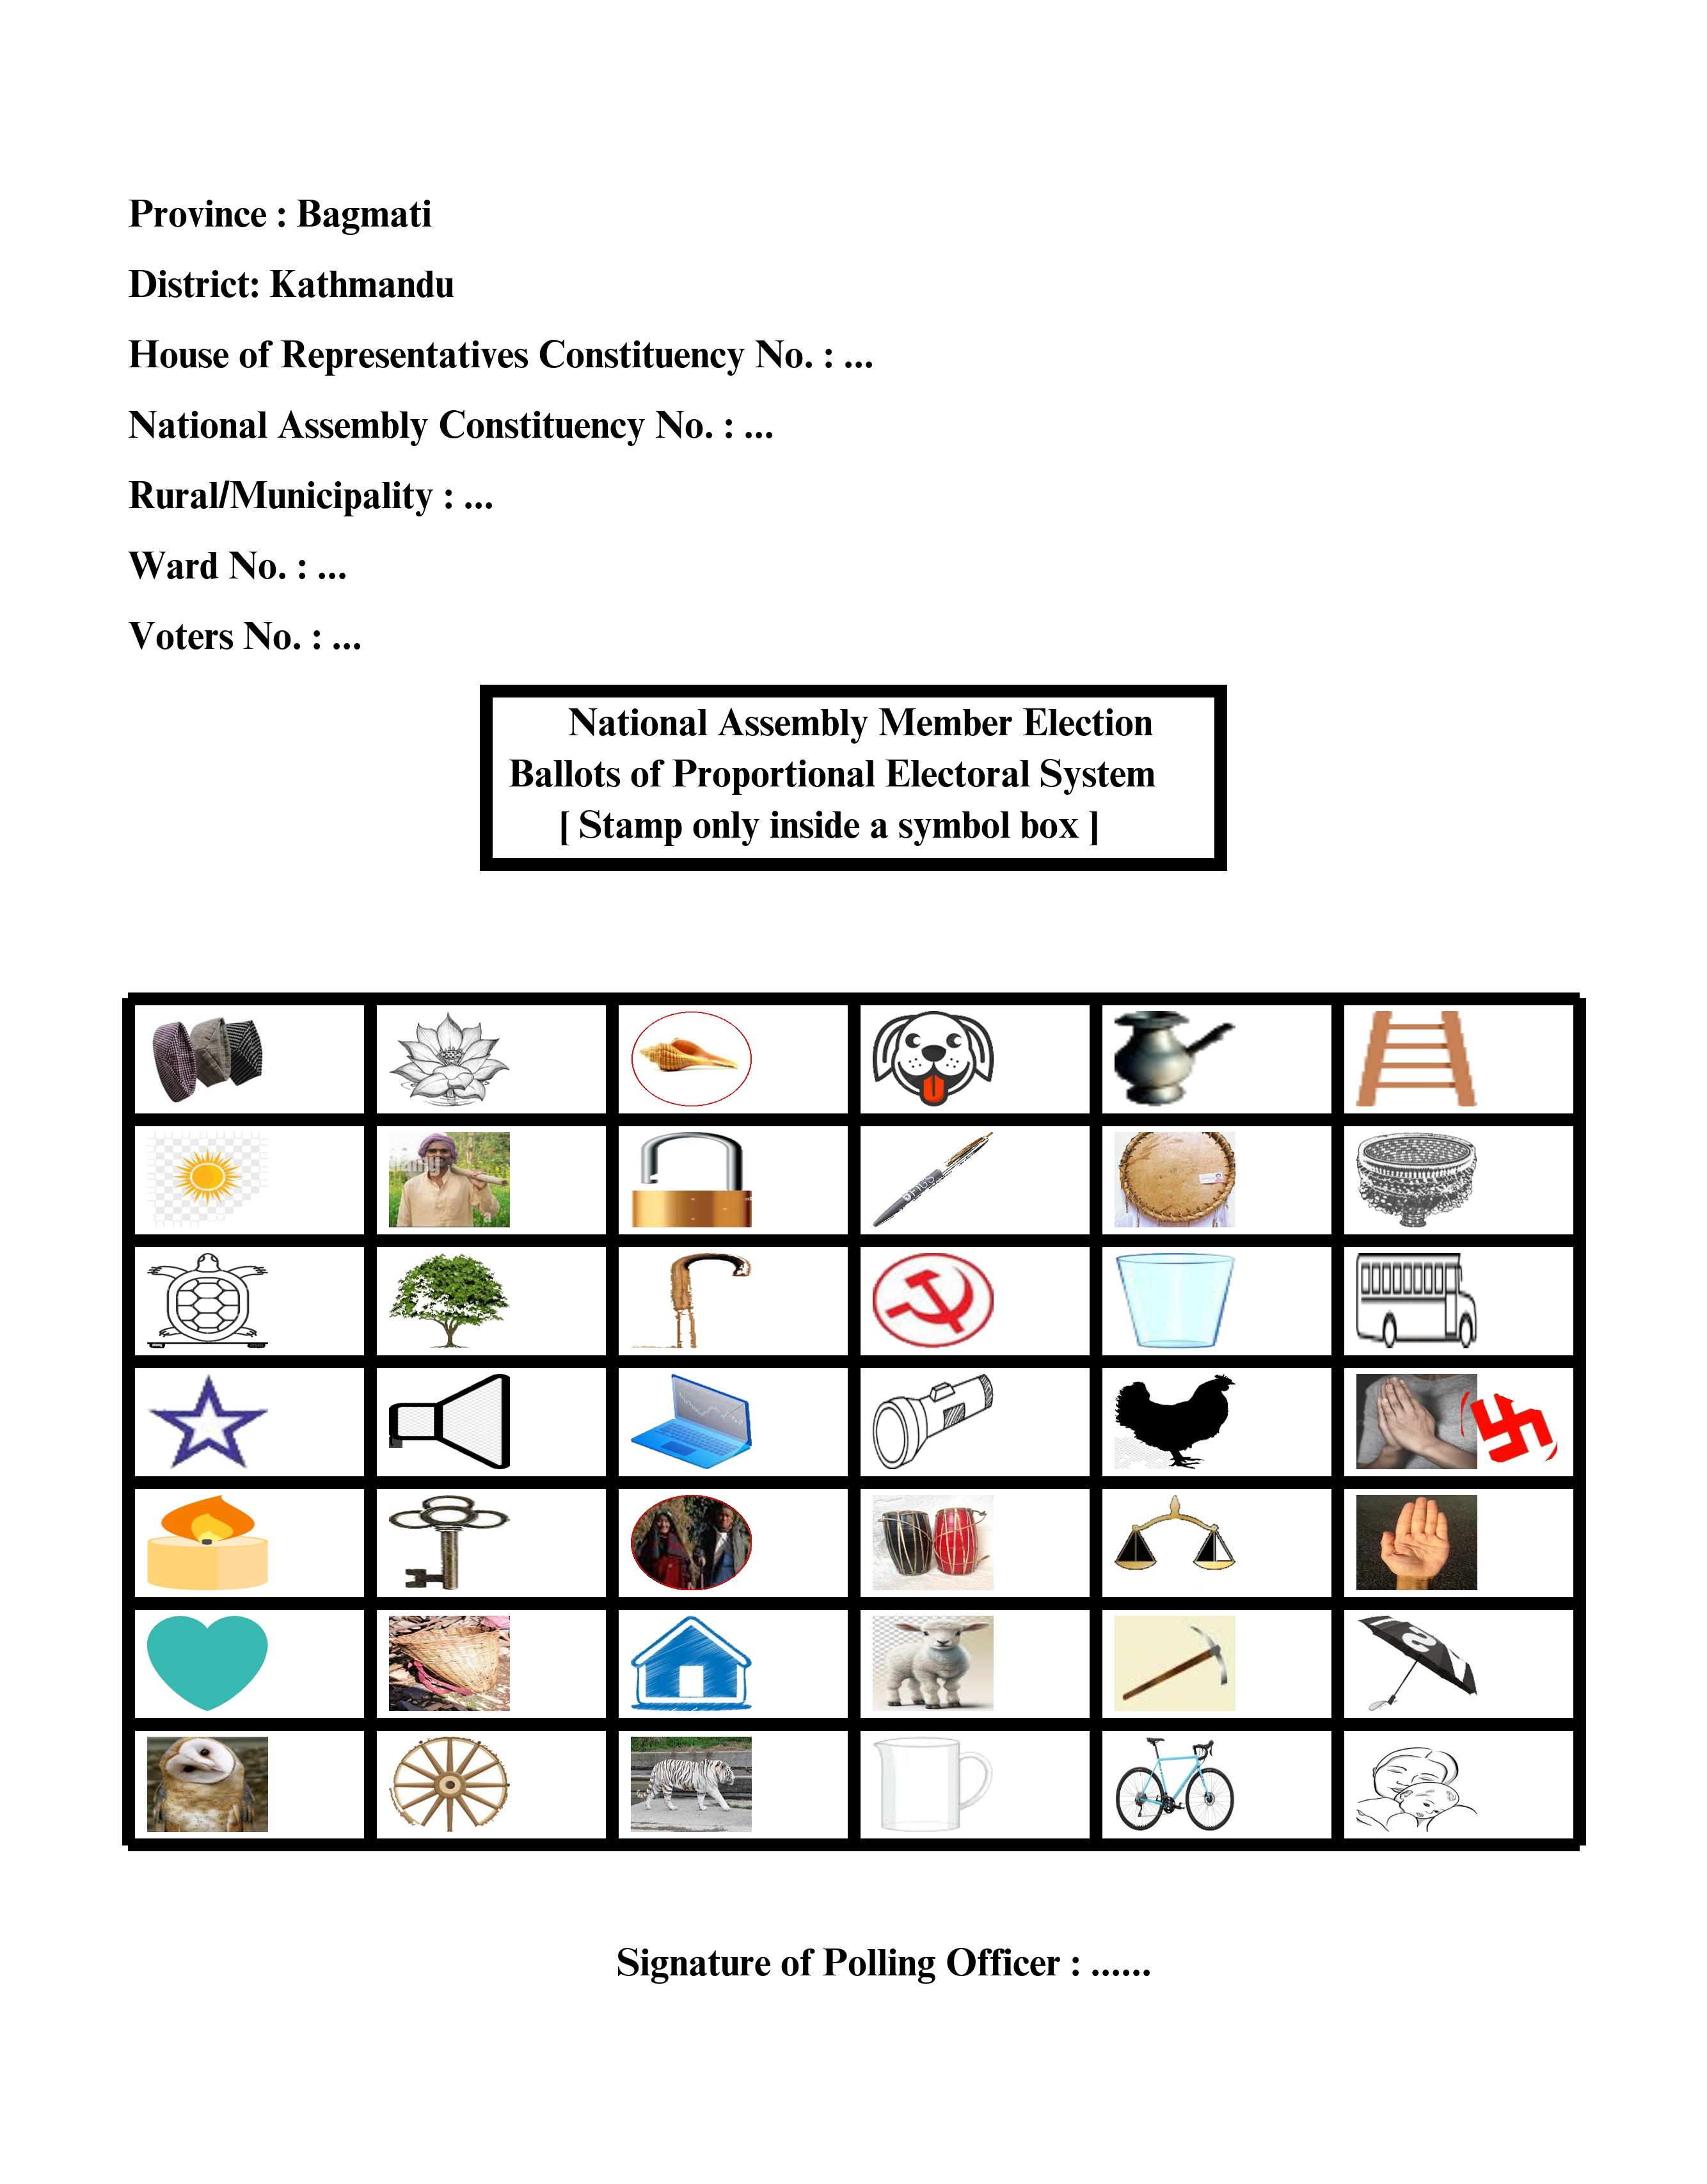 Province : Bagmati
District: Kathmandu
House of Representatives Constituency No. : ...
National Assembly Constituency No. : ...
Rural/Municipality : ...
Ward No. : ...
Voters No. : ...
National Assembly Member Election
Ballots of Proportional Electoral System
[ Stamp only inside a symbol box ]
Signature of Polling Officer : ......